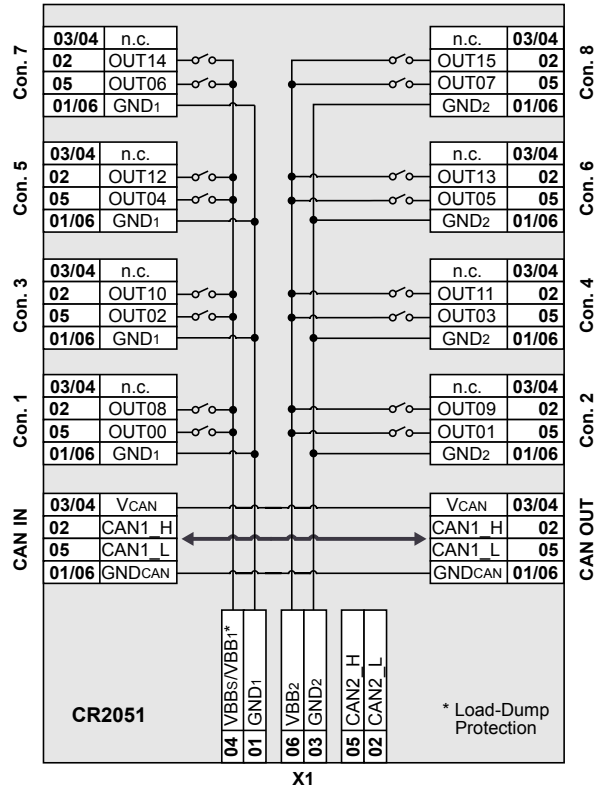 Con. 7
03/04 n.c.
02 OUT14
05 OUT06
01/06 GND1
n.c. 03/04
OUT15 02
OUT07 05
GND2 01/06
Con. 8
Con. 5
03/04 n.c.
02 OUT12
05 OUT04
01/06 GND1
n.c. 03/04
OUT13 02
OUT05 05
GND2 01/06
Con. 6
Con. 3
03/04 n.c.
02 OUT10
05 OUT02
01/06 GND1
n.c. 03/04
OUT11 02
OUT03 05
GND2 01/06
Con. 4
Con. 1
03/04 n.c.
02 OUT08
05 OUT00
01/06 GND1
n.c. 03/04
OUT09 02
OUT01 05
GND2 01/06
Con. 2
CAN IN
03/04 VCAN
02 CAN1_H
05 CAN1_L
01/06 GNDCAN
VCAN 03/04
CAN1_H 02
CAN1_L 05
GNDCAN 01/06
CAN OUT
04 VBBS/VBB1*
01 GND1
06 VBB2
03 GND2
05 CAN2_H
02 CAN2_L
CR2051
* Load-Dump
Protection
X1